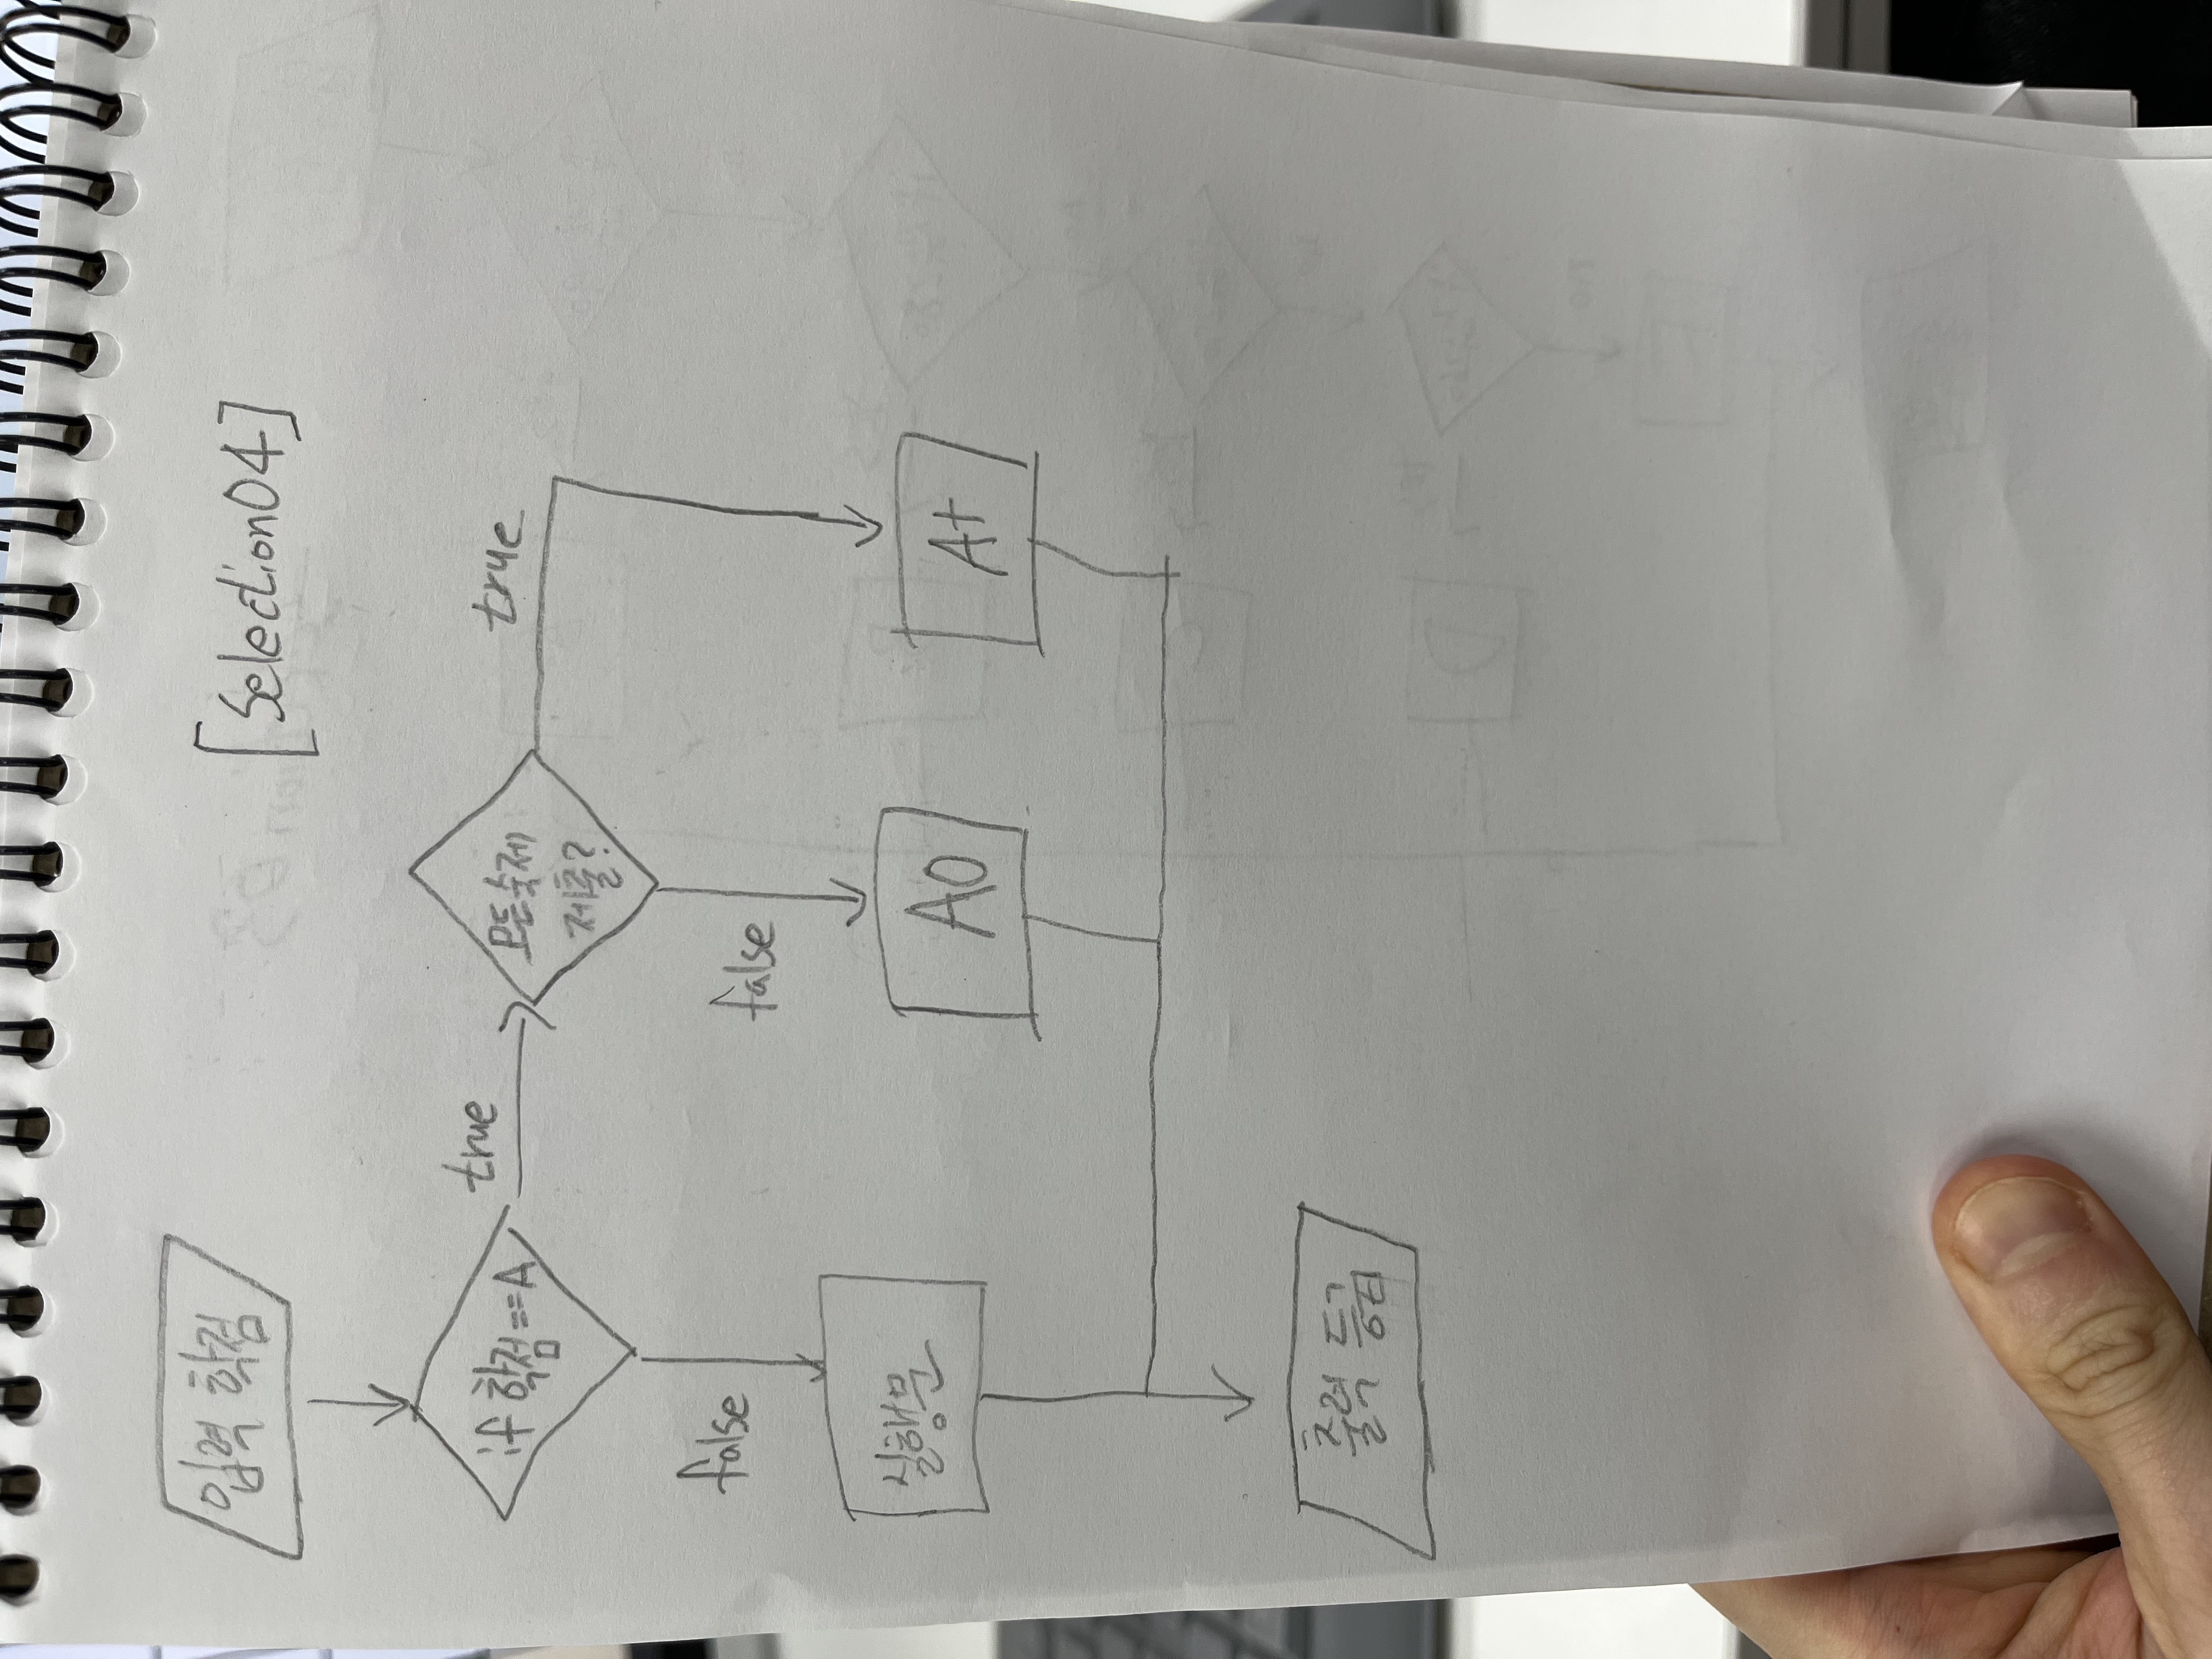 입력 학점
[Selection04]
if 학점==A
true
모든숙제
제출?
true
false
false
실행문
A0
A+
출력 등급